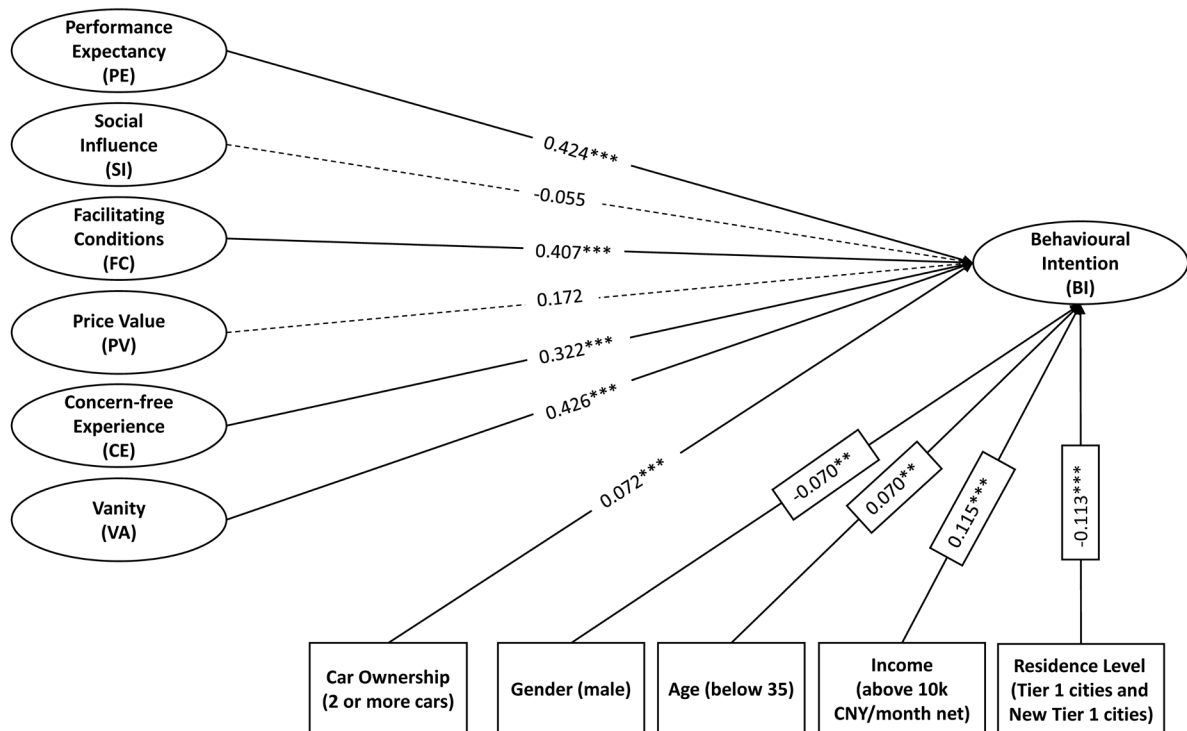 Performance
Expectancy
(PE)
Social
Influence
(SI)
Facilitating
Conditions
(FC)
Price Value
(PV)
Concern-free
Experience
(CE)
Vanity
(VA)
0.424***
-0.055
0.407***
0.172
0.322***
0.426***
Behavioural
Intention
(BI)
0.072***
-0.070**
0.070**
0.115***
-0.113***
Car Ownership
(2 or more cars)
Gender (male)
Age (below 35)
Income
(above 10k
CNY/month net)
Residence Level
(Tier 1 cities and
New Tier 1 cities)